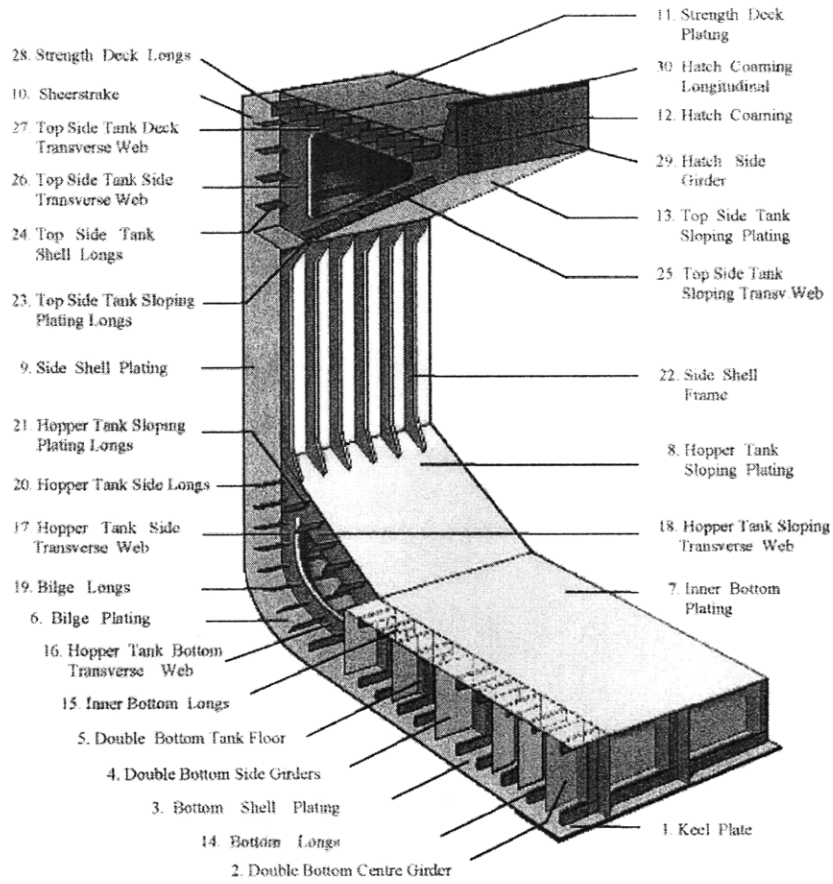 11. Strength Deck
Plating
28. Strength Deck Longs
30 Hatch Coaming
Longitudinal
10. Sheerstrake
27. Top Side Tank Deck
Transverse Web
12. Hatch Coaming
26. Top Side Tank Side
Transverse Web
29. Hatch Side
Girder
24. Top Side Tank
Shell Longs
13. Top Side Tank
Sloping Plating
23. Top Side Tank Sloping
Plating Longs
25. Top Side Tank
Sloping Transv.Web
9. Side Shell Plating
22. Side Shell
Frame
21. Hopper Tank Sloping
Plating Longs
8. Hopper Tank
Sloping Plating
20. Hopper Tank Side Longs
17 Hopper Tank Side
Transverse Web
18. Hopper Tank Sloping
Transverse Web
19. Bilge Longs
7. Inner Bottom
Plating
6. Bilge Plating
16. Hopper Tank Bottom
Transverse Web
15. Inner Bottom Longs
5. Double Bottom Tank Floor
4. Double Bottom Side Girders
3. Bottom Shell Plating
14. Bottom Longs
1. Keel Plate
2. Double Bottom Centre Girder